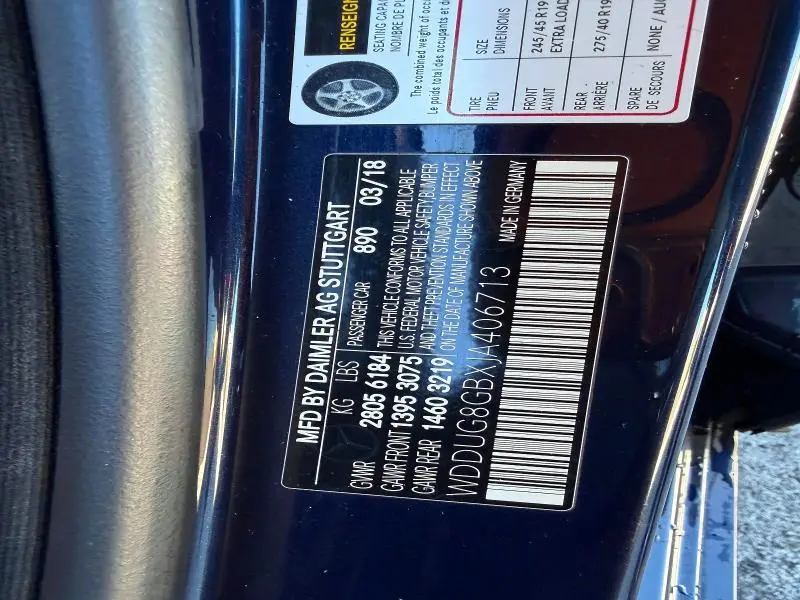 RENSEIGN
SEATING CAPA
NOMBRE DE PL
The combined weight of occ
Le poids total des occupants et d
TIRE
PNEU
SIZE
DIMENSIONS
FRONT
AVANT
245/45 R19
EXTRA LOAD
REAR
ARRIÈRE
275/40 R19
SPARE
DE SECOURS
NONE / AUC
MFD BY DAIMLER AG STUTTGART
KG LBS PASSENGER CAR 890 03/18
GVWR 2805 6184
GAWR FRONT 1395 3075
GAWR REAR 1460 3219
THIS VEHICLE CONFORMS TO ALL APPLICABLE
U.S. FEDERAL MOTOR VEHICLE SAFETY, BUMPER
AND THEFT PREVENTION STANDARDS IN EFFECT
ON THE DATE OF MANUFACTURE SHOWN ABOVE
WDDUG8GBXJA406713
MADE IN GERMANY